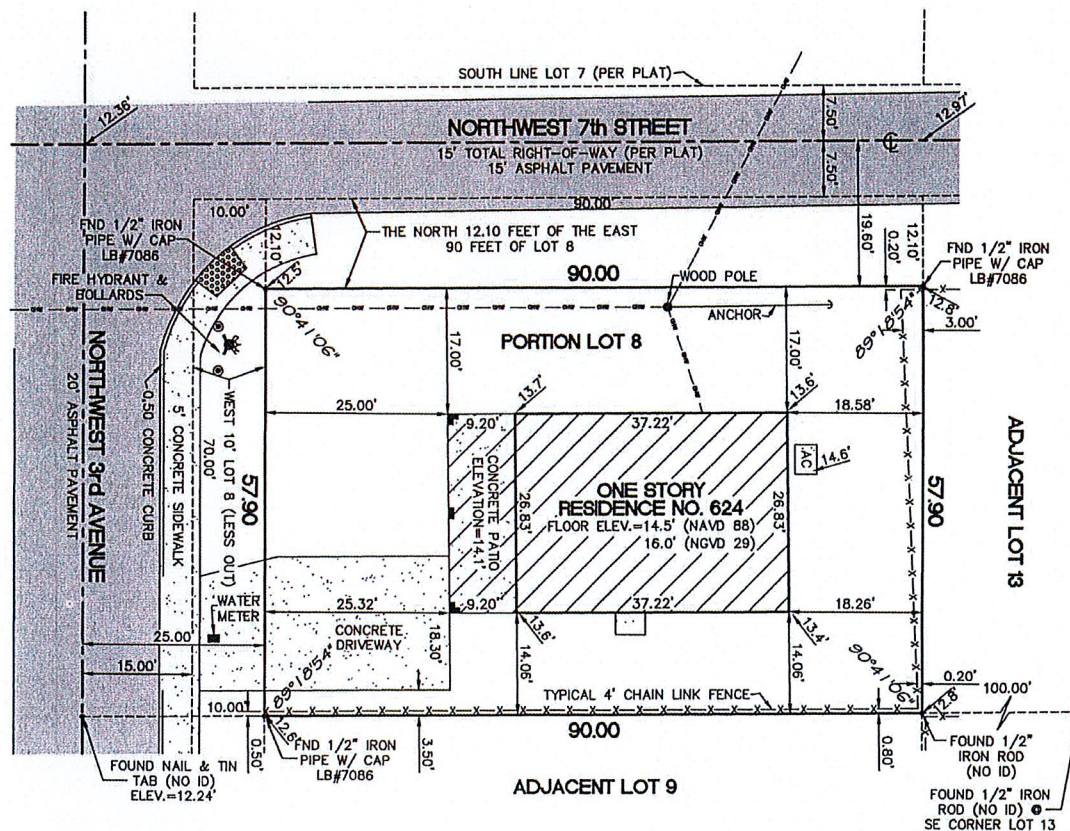 SOUTH LINE LOT 7 (PER PLAT)
12.36'
7.50'
12.97'
NORTHWEST 7th STREET
15' TOTAL RIGHT-OF-WAY (PER PLAT)
15' ASPHALT PAVEMENT
7.50'
10.00'
90.00
FND 1/2" IRON
PIPE W/ CAP
LB#7086
12.10'
THE NORTH 12.10 FEET OF THE EAST
90 FEET OF LOT 8
19.60'
12.10'
0.20'
FND 1/2" IRON
PIPE W/ CAP
LB#7086
FIRE HYDRANT &
BOLLARDS
12.5'
90.00
WOOD POLE
12.8'
90°41'06"
ANCHOR
89°18'54"
3.00'
PORTION LOT 8
17.00'
17.00'
NORTHWEST 3rd AVENUE
20' ASPHALT PAVEMENT
0.50' CONCRETE CURB
5' CONCRETE SIDEWALK
WEST 10' LOT 8 (LESS OUT)
70.00'
57.90
25.00'
13.7'
13.6'
18.58'
9.20'
37.22'
CONCRETE PATIO
ELEVATION=14.1'
26.83'
ONE STORY
RESIDENCE NO. 624
FLOOR ELEV.=14.5' (NAVD 88)
16.0' (NGVD 29)
26.83'
AC
14.6'
57.90
ADJACENT LOT 13
WATER
METER
25.32'
9.20'
37.22'
18.26'
CONCRETE
DRIVEWAY
18.30'
13.6'
13.4'
25.00'
14.06'
14.06'
90°41'06"
15.00'
89°18'54"
0.20'
100.00'
TYPICAL 4' CHAIN LINK FENCE
10.00'
90.00
12.8'
0.50'
FND 1/2" IRON
PIPE W/ CAP
LB#7086
3.50'
0.80'
FOUND 1/2"
IRON ROD
(NO ID)
FOUND NAIL & TIN
TAB (NO ID)
ELEV.=12.24'
ADJACENT LOT 9
FOUND 1/2" IRON
ROD (NO ID) @
SE CORNER LOT 13